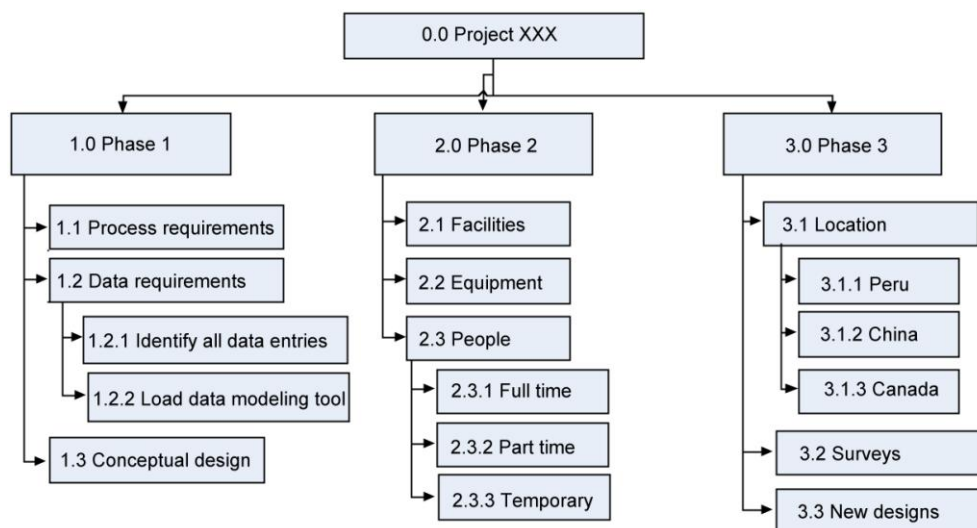 0.0 Project XXX
1.0 Phase 1
1.1 Process requirements
1.2 Data requirements
1.2.1 Identify all data entries
1.2.2 Load data modeling tool
1.3 Conceptual design
2.0 Phase 2
2.1 Facilities
2.2 Equipment
2.3 People
2.3.1 Full time
2.3.2 Part time
2.3.3 Temporary
3.0 Phase 3
3.1 Location
3.1.1 Peru
3.1.2 China
3.1.3 Canada
3.2 Surveys
3.3 New designs